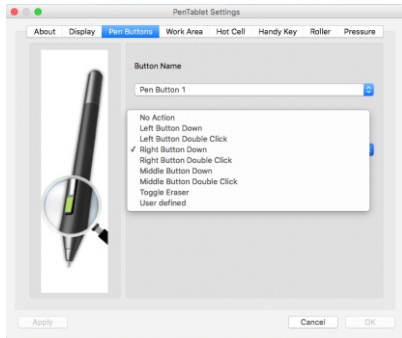 PenTablet Settings
About Display Pen Buttons Work Area Hot Cell Handy Key Roller Pressure
Button Name
Pen Button 1
No Action
Left Button Down
Left Button Double Click
✓ Right Button Down
Right Button Double Click
Middle Button Down
Middle Button Double Click
Toggle Eraser
User defined
Apply Cancel OK